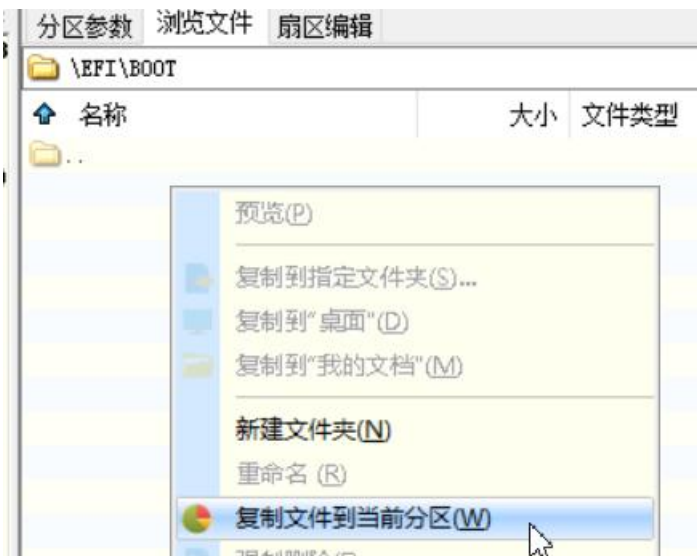 分区参数 浏览文件 扇区编辑
\EFI\BOOT
名称 大小 文件类型
..
预览(P)
复制到指定文件夹(S)...
复制到"桌面"(D)
复制到"我的文档"(M)
新建文件夹(N)
重命名 (R)
复制文件到当前分区(W)